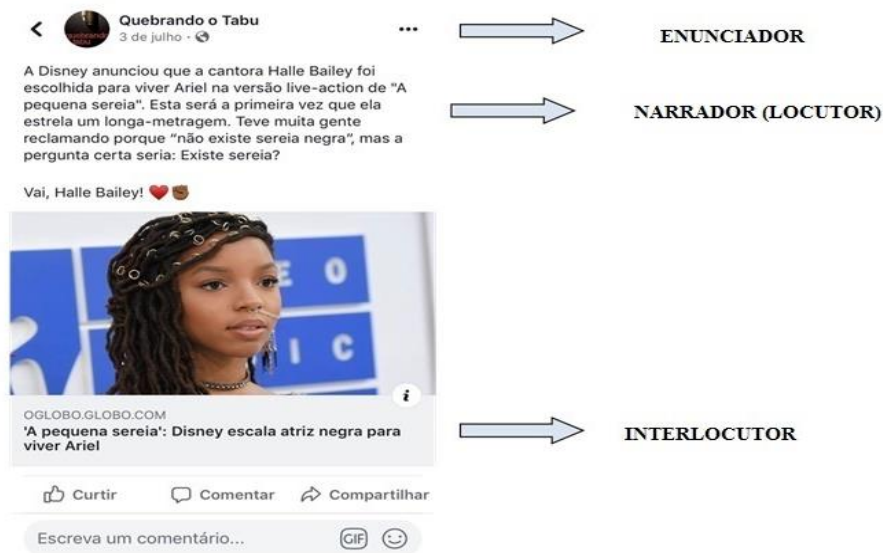 Quebrando o Tabu
3 de julho ·
ENUNCIADOR
A Disney anunciou que a cantora Halle Bailey foi
escolhida para viver Ariel na versão live-action de "A
pequena sereia". Esta será a primeira vez que ela
estrela um longa-metragem. Teve muita gente
reclamando porque “não existe sereia negra”, mas a
pergunta certa seria: Existe sereia?
NARRADOR (LOCUTOR)
Vai, Halle Bailey! ❤️✊🏾
E O
I C
i
OGLOBO.GLOBO.COM
'A pequena sereia': Disney escala atriz negra para
viver Ariel
INTERLOCUTOR
Curtir Comentar Compartilhar
Escreva um comentário... GIF